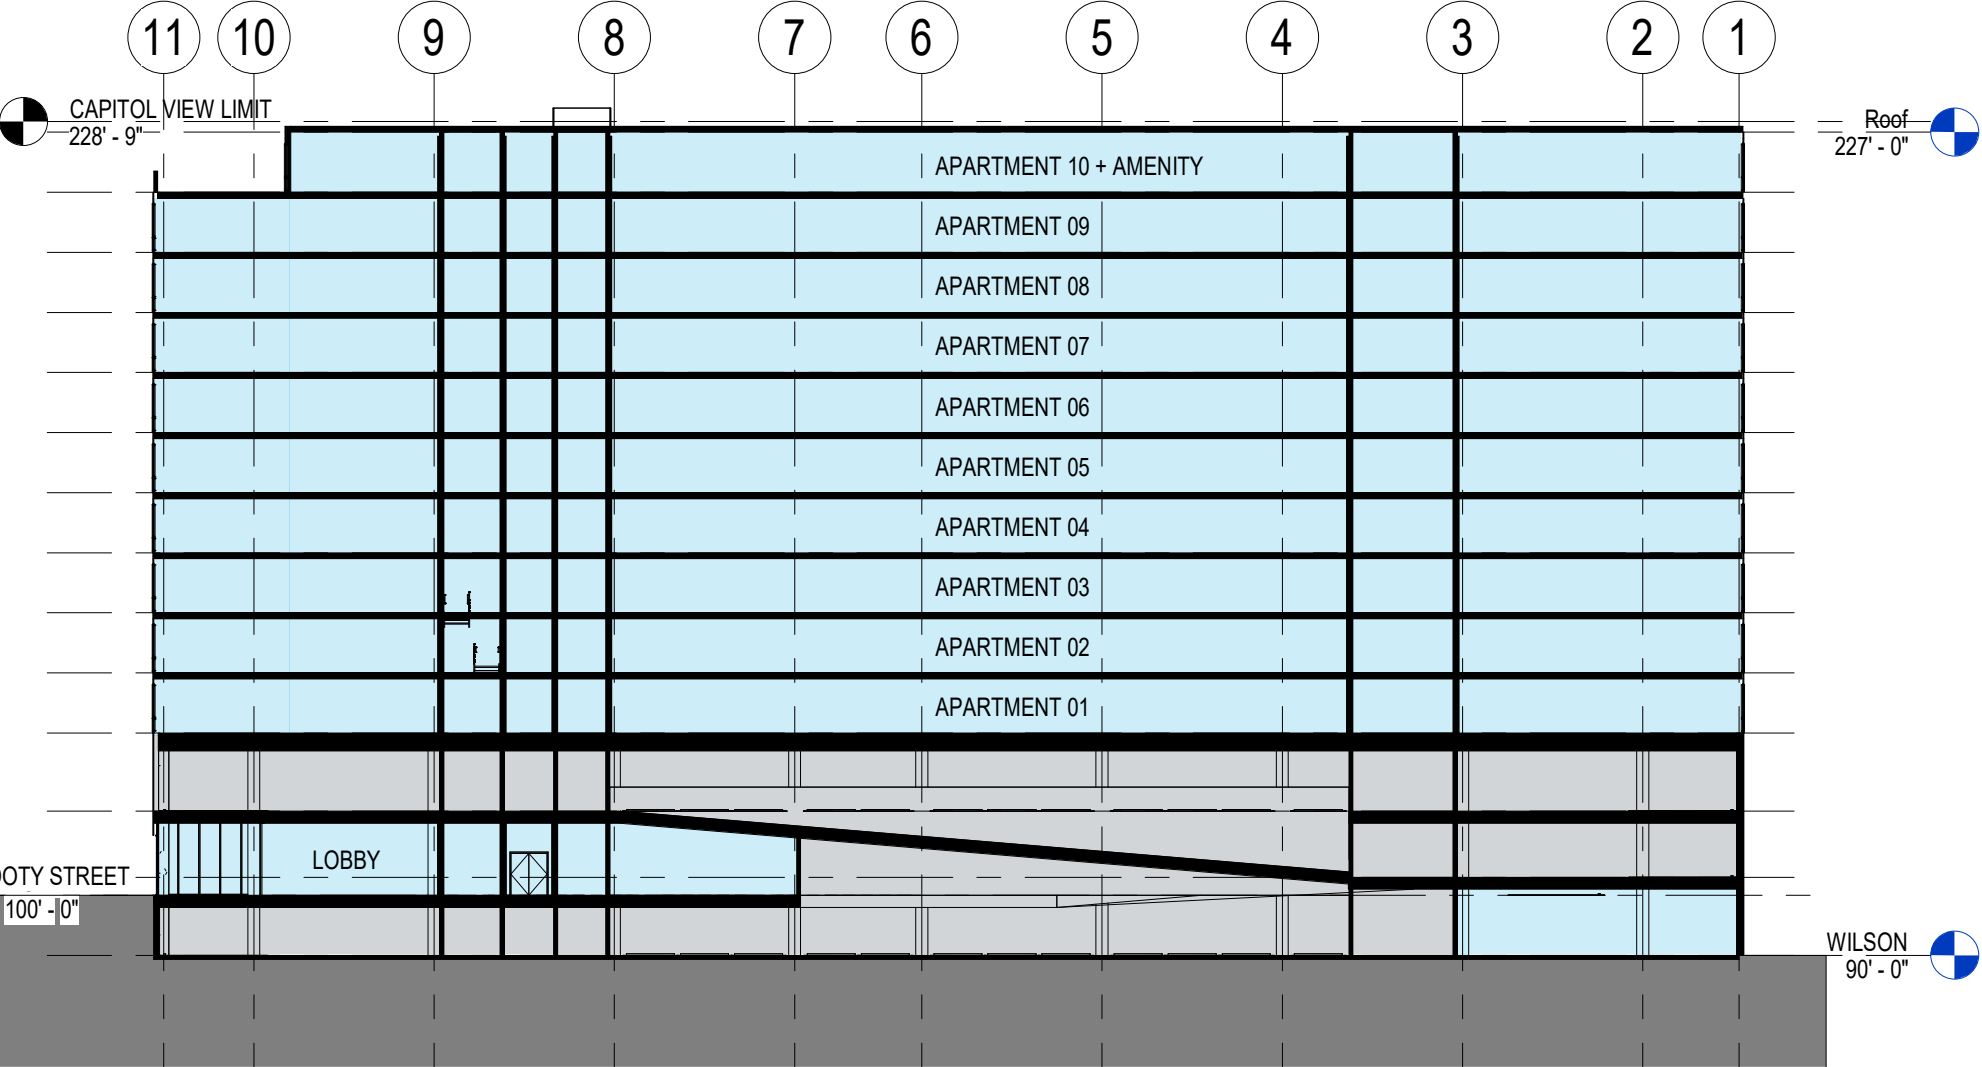 11 10 9 8 7 6 5 4 3 2 1
CAPITOL VIEW LIMIT
228' - 9"
Roof
227' - 0"
APARTMENT 10 + AMENITY
APARTMENT 09
APARTMENT 08
APARTMENT 07
APARTMENT 06
APARTMENT 05
APARTMENT 04
APARTMENT 03
APARTMENT 02
APARTMENT 01
LOBBY
OTY STREET
100' - 0"
WILSON
90' - 0"